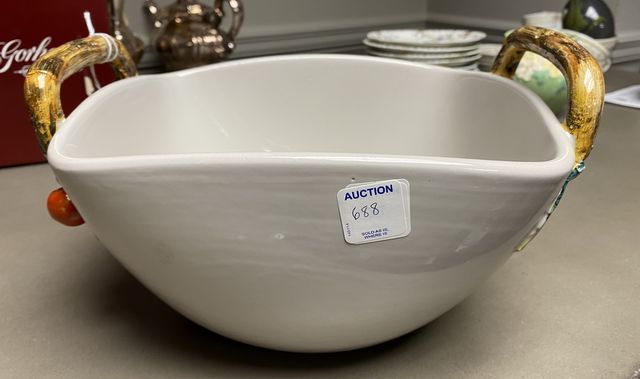 Gorh
AUCTION
688
SOLD AS IS,
WHERE IS